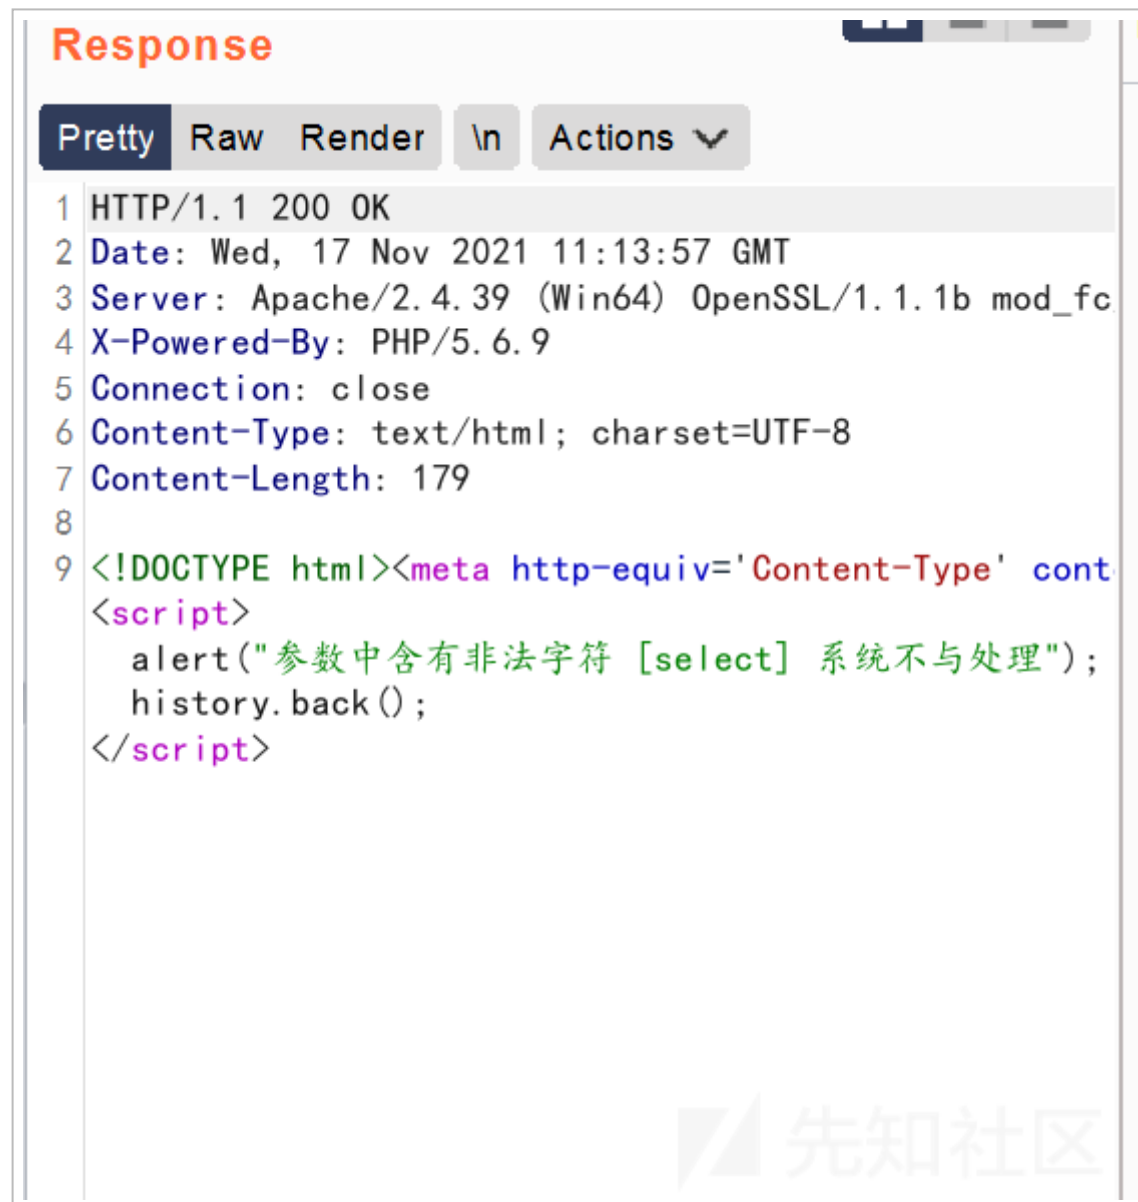 Response
Pretty Raw Render \n Actions
1 HTTP/1.1 200 OK
2 Date: Wed, 17 Nov 2021 11:13:57 GMT
3 Server: Apache/2.4.39 (Win64) OpenSSL/1.1.1b mod_fc
4 X-Powered-By: PHP/5.6.9
5 Connection: close
6 Content-Type: text/html; charset=UTF-8
7 Content-Length: 179
8
9 <!DOCTYPE html><meta http-equiv='Content-Type' cont
<script>
alert("参数中含有非法字符 [select] 系统不与处理");
history.back();
</script>
先知社区